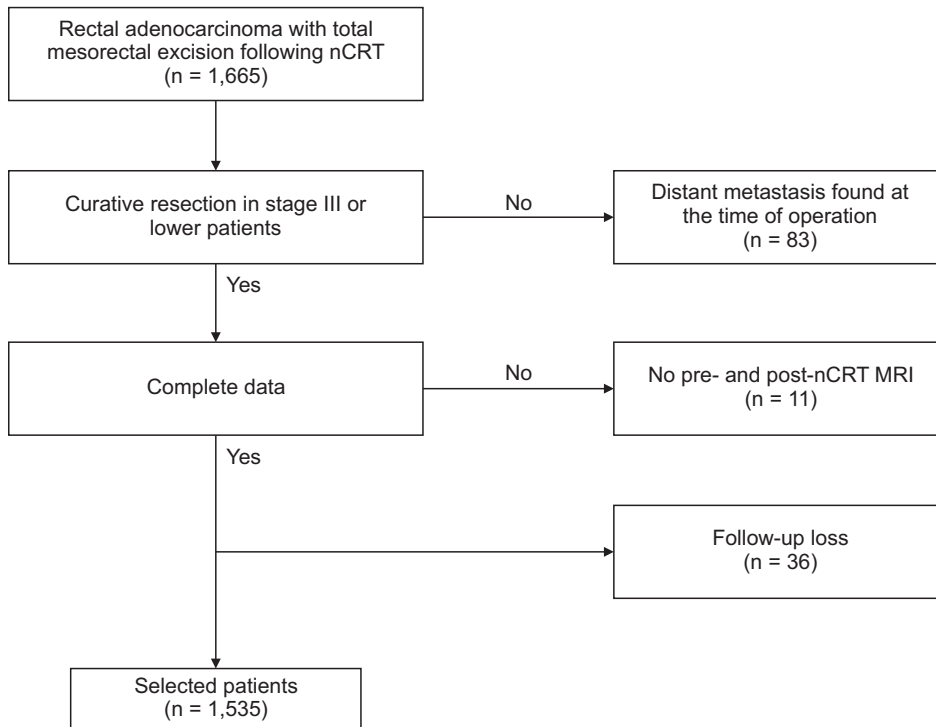 Rectal adenocarcinoma with total
mesorectal excision following nCRT
(n = 1,665)
Curative resection in stage III or
lower patients
No
Distant metastasis found at
the time of operation
(n = 83)
Yes
Complete data
No
No pre- and post-nCRT MRI
(n = 11)
Yes
Follow-up loss
(n = 36)
Selected patients
(n = 1,535)